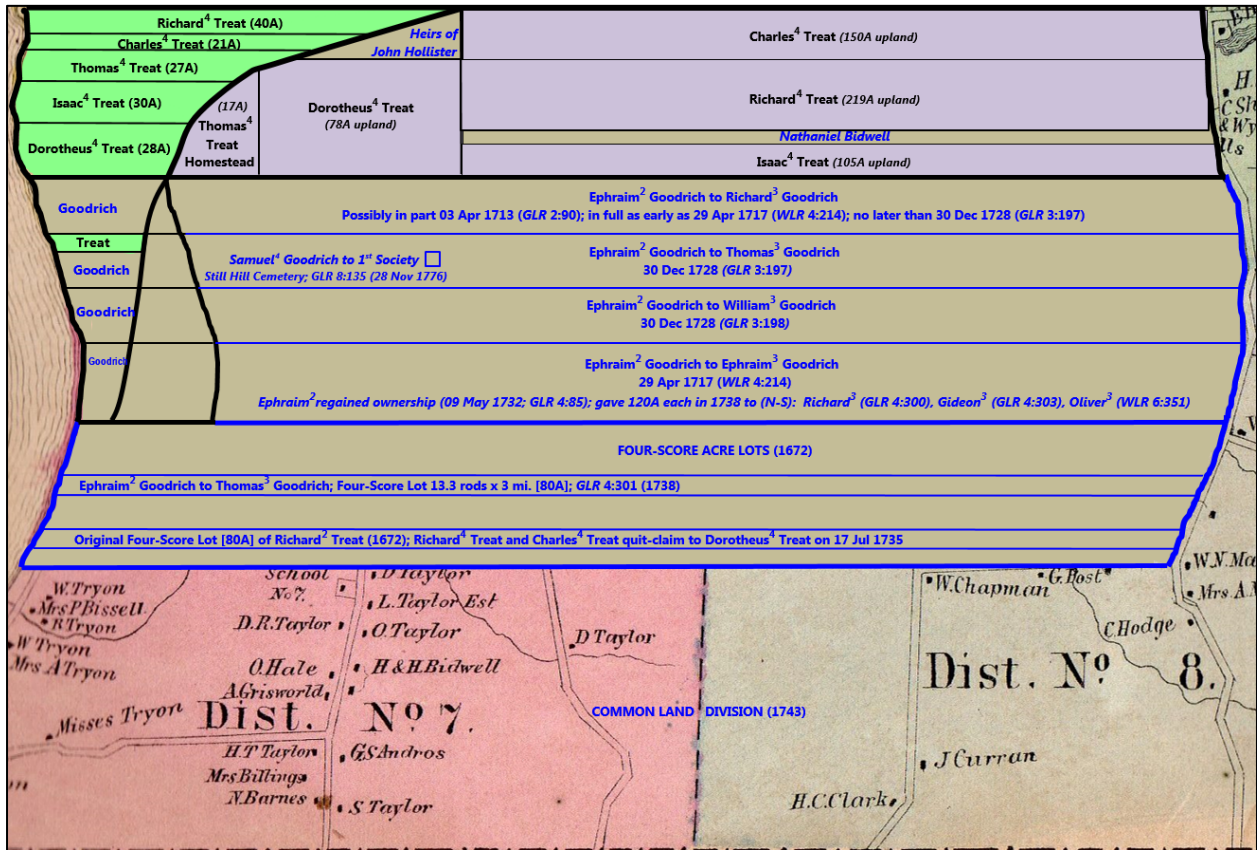 Richard⁴ Treat (40A)
Charles⁴ Treat (21A)
Thomas⁴ Treat (27A)
Isaac⁴ Treat (30A)
Dorotheus⁴ Treat (28A)
Heirs of
John Hollister
(17A)
Thomas⁴
Treat
Homestead
Dorotheus⁴ Treat
(78A upland)
Charles⁴ Treat (150A upland)
Richard⁴ Treat (219A upland)
Nathaniel Bidwell
Isaac⁴ Treat (105A upland)
H.
C Sh
& Wy
lls
Goodrich
Ephraim² Goodrich to Richard³ Goodrich
Possibly in part 03 Apr 1713 (GLR 2:90); in full as early as 29 Apr 1717 (WLR 4:214); no later than 30 Dec 1728 (GLR 3:197)
Treat
Goodrich
Samuel⁴ Goodrich to 1ˢᵗ Society
Still Hill Cemetery; GLR 8:135 (28 Nov 1776)
Ephraim² Goodrich to Thomas³ Goodrich
30 Dec 1728 (GLR 3:197)
Goodrich
Ephraim² Goodrich to William³ Goodrich
30 Dec 1728 (GLR 3:198)
Goodrich
Ephraim² Goodrich to Ephraim³ Goodrich
29 Apr 1717 (WLR 4:214)
Ephraim² regained ownership (09 May 1732; GLR 4:85); gave 120A each in 1738 to (N-S): Richard³ (GLR 4:300), Gideon³ (GLR 4:303), Oliver³ (WLR 6:351)
FOUR-SCORE ACRE LOTS (1672)
Ephraim² Goodrich to Thomas³ Goodrich; Four-Score Lot 13.3 rods x 3 mi. [80A]; GLR 4:301 (1738)
Original Four-Score Lot [80A] of Richard² Treat (1672); Richard⁴ Treat and Charles⁴ Treat quit-claim to Dorotheus⁴ Treat on 17 Jul 1735
W. Tryon
Mrs P Bissell
R Tryon
W Tryon
Mrs A Tryon
Misses Tryon
School
No 7.
D Taylor
L. Taylor Est
D. R. Taylor
O. Taylor
D Taylor
O. Hale
H & H. Bidwell
A. Grisworld
Dist. No 7.
H. T Taylor
G S Andros
Mrs Billings
N. Barnes
S Taylor
COMMON LAND DIVISION (1743)
W. Chapman
G. Post
W. N. Ma
Mrs. A.
C. Hodge
Dist. No 8.
J Curran
H. C. Clark